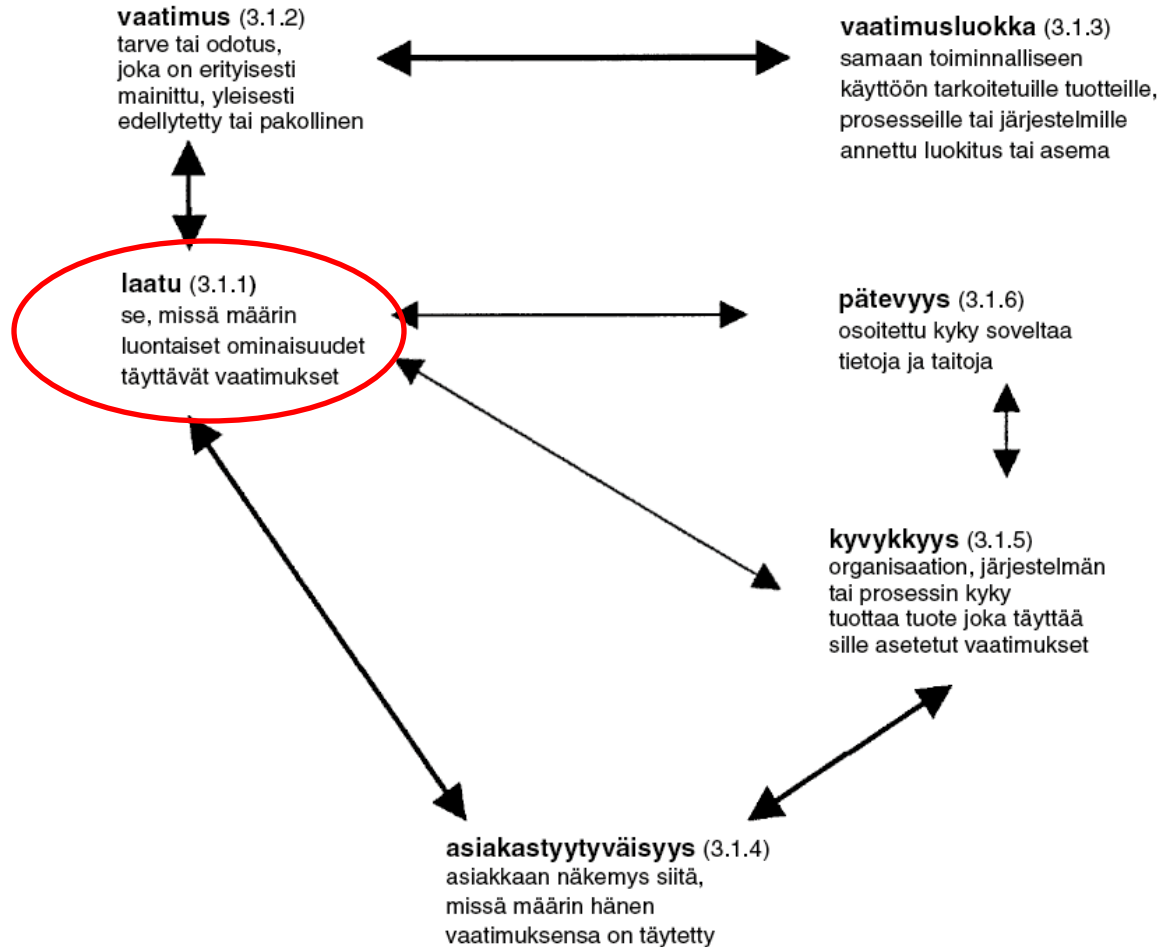 vaatimus (3.1.2)
tarve tai odotus,
joka on erityisesti
mainittu, yleisesti
edellytetty tai pakollinen
vaatimusluokka (3.1.3)
samaan toiminnalliseen
käyttöön tarkoitetuille tuotteille,
prosesseille tai järjestelmille
annettu luokitus tai asema
laatu (3.1.1)
se, missä määrin
luontaiset ominaisuudet
täyttävät vaatimukset
pätevyys (3.1.6)
osoitettu kyky soveltaa
tietoja ja taitoja
kyvykkyys (3.1.5)
organisaation, järjestelmän
tai prosessin kyky
tuottaa tuote joka täyttää
sille asetetut vaatimukset
asiakastyytyväisyys (3.1.4)
asiakkaan näkemys siitä,
missä määrin hänen
vaatimuksensa on täytetty